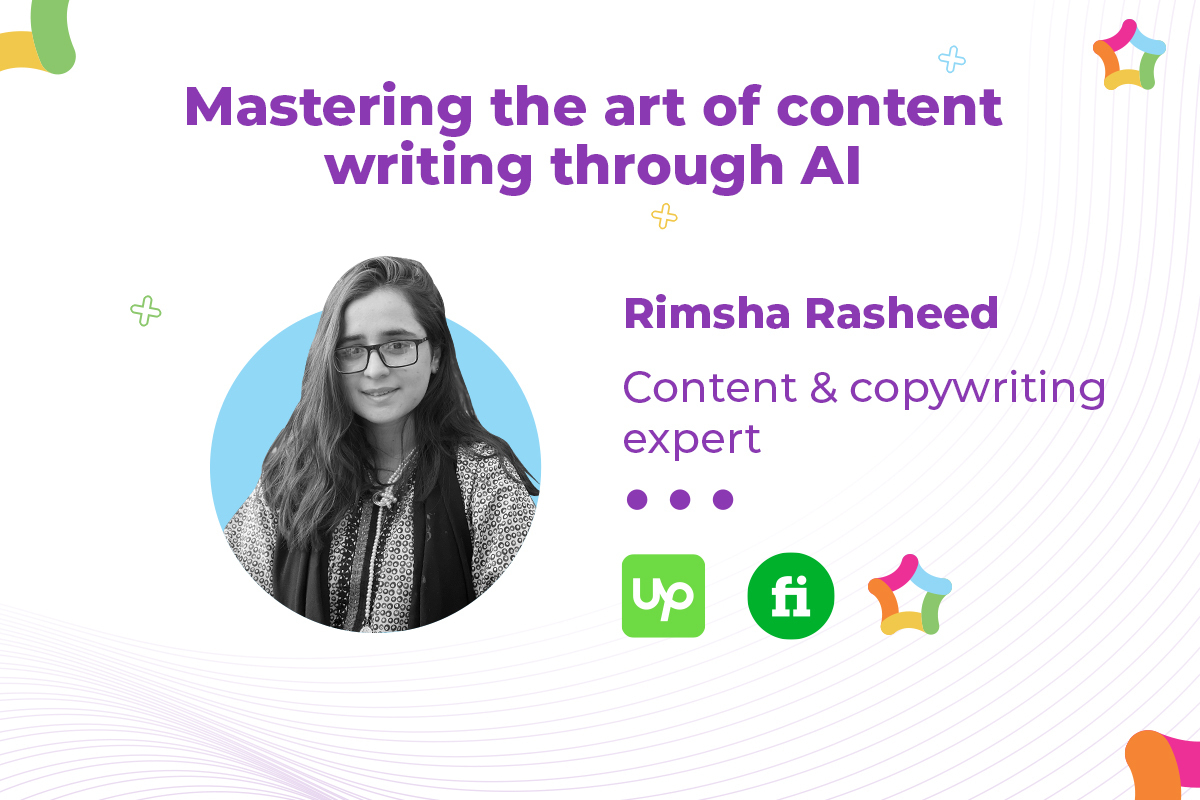 Mastering the art of content
writing through AI
Rimsha Rasheed
Content & copywriting
expert
Up
fi